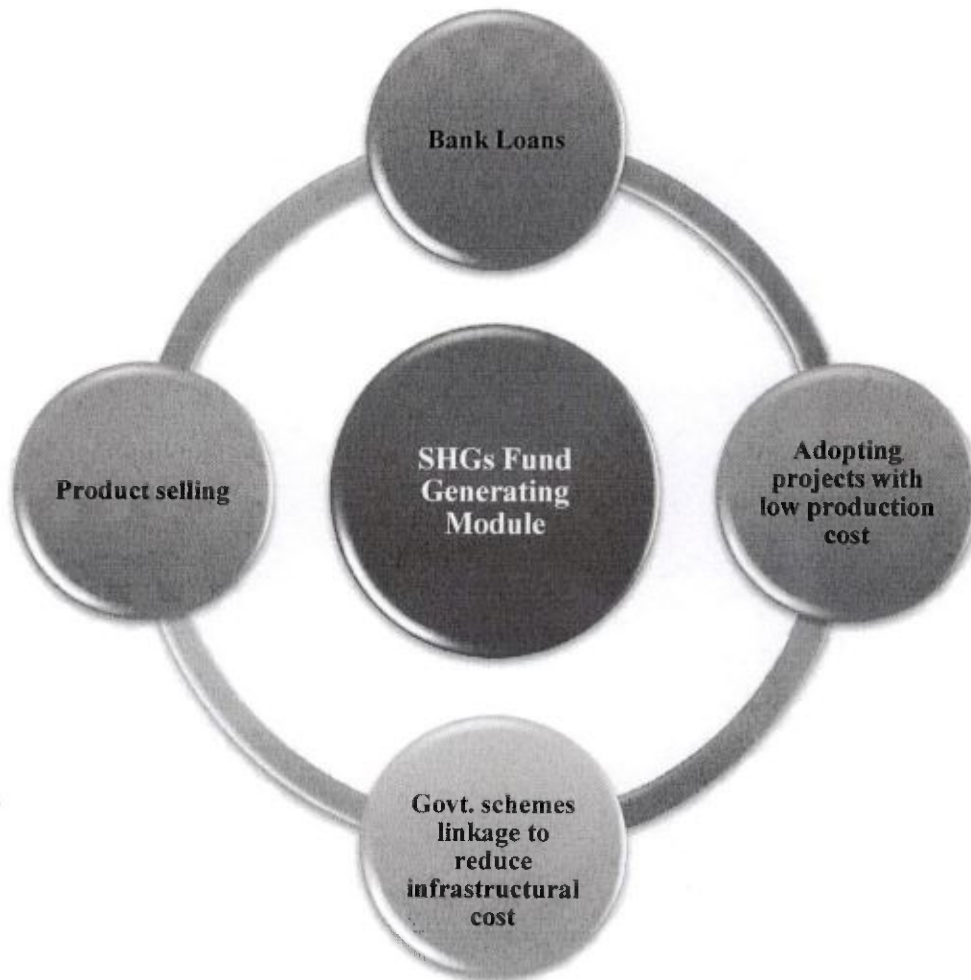 Bank Loans
SHGs Fund
Generating
Module
Product selling
Adopting
projects with
low production
cost
Govt. schemes
linkage to
reduce
infrastructural
cost